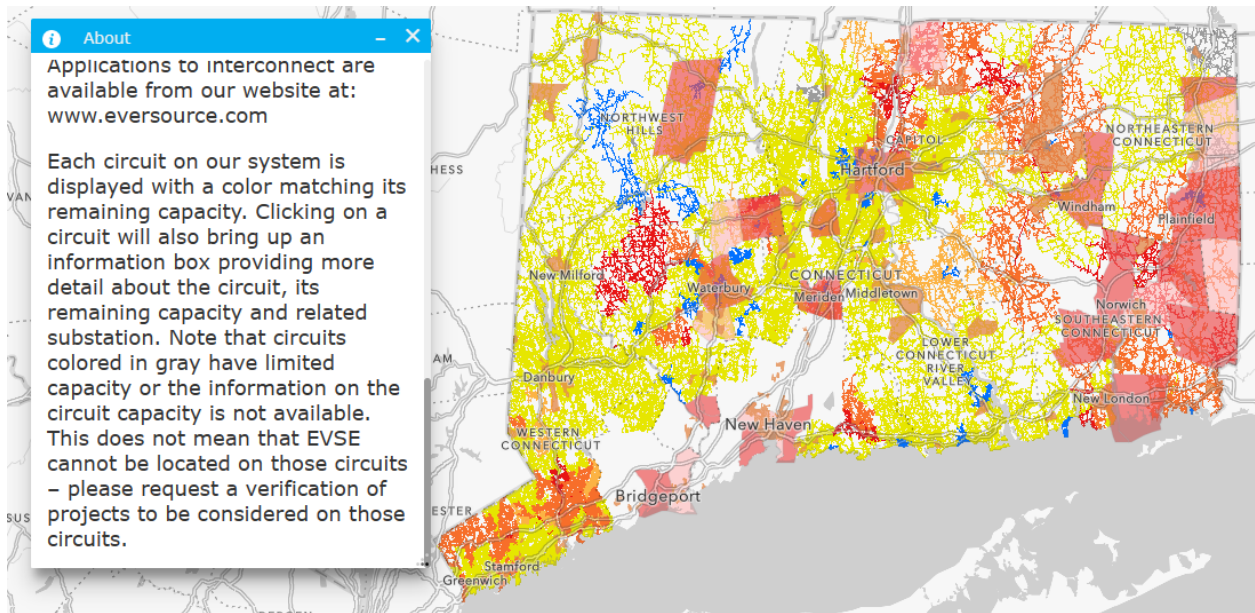 About
Applications to interconnect are
available from our website at:
www.eversource.com
Each circuit on our system is
displayed with a color matching its
remaining capacity. Clicking on a
circuit will also bring up an
information box providing more
detail about the circuit, its
remaining capacity and related
substation. Note that circuits
colored in gray have limited
capacity or the information on the
circuit capacity is not available.
This does not mean that EVSE
cannot be located on those circuits
– please request a verification of
projects to be considered on those
circuits.
HESS
VAN
AM
ESTER
SUS
NORTHWEST
HILLS
CAPITOL
Hartford
NORTHEASTERN
CONNECTICUT
Windham
Plainfield
New Milford
Waterbury
CONNECTICUT
Meriden
Middletown
Norwich
SOUTHEASTERN
CONNECTICUT
LOWER
CONNECTICUT
RIVER
VALLEY
Danbury
New London
New Haven
WESTERN
CONNECTICUT
Bridgeport
Stamford
Greenwich